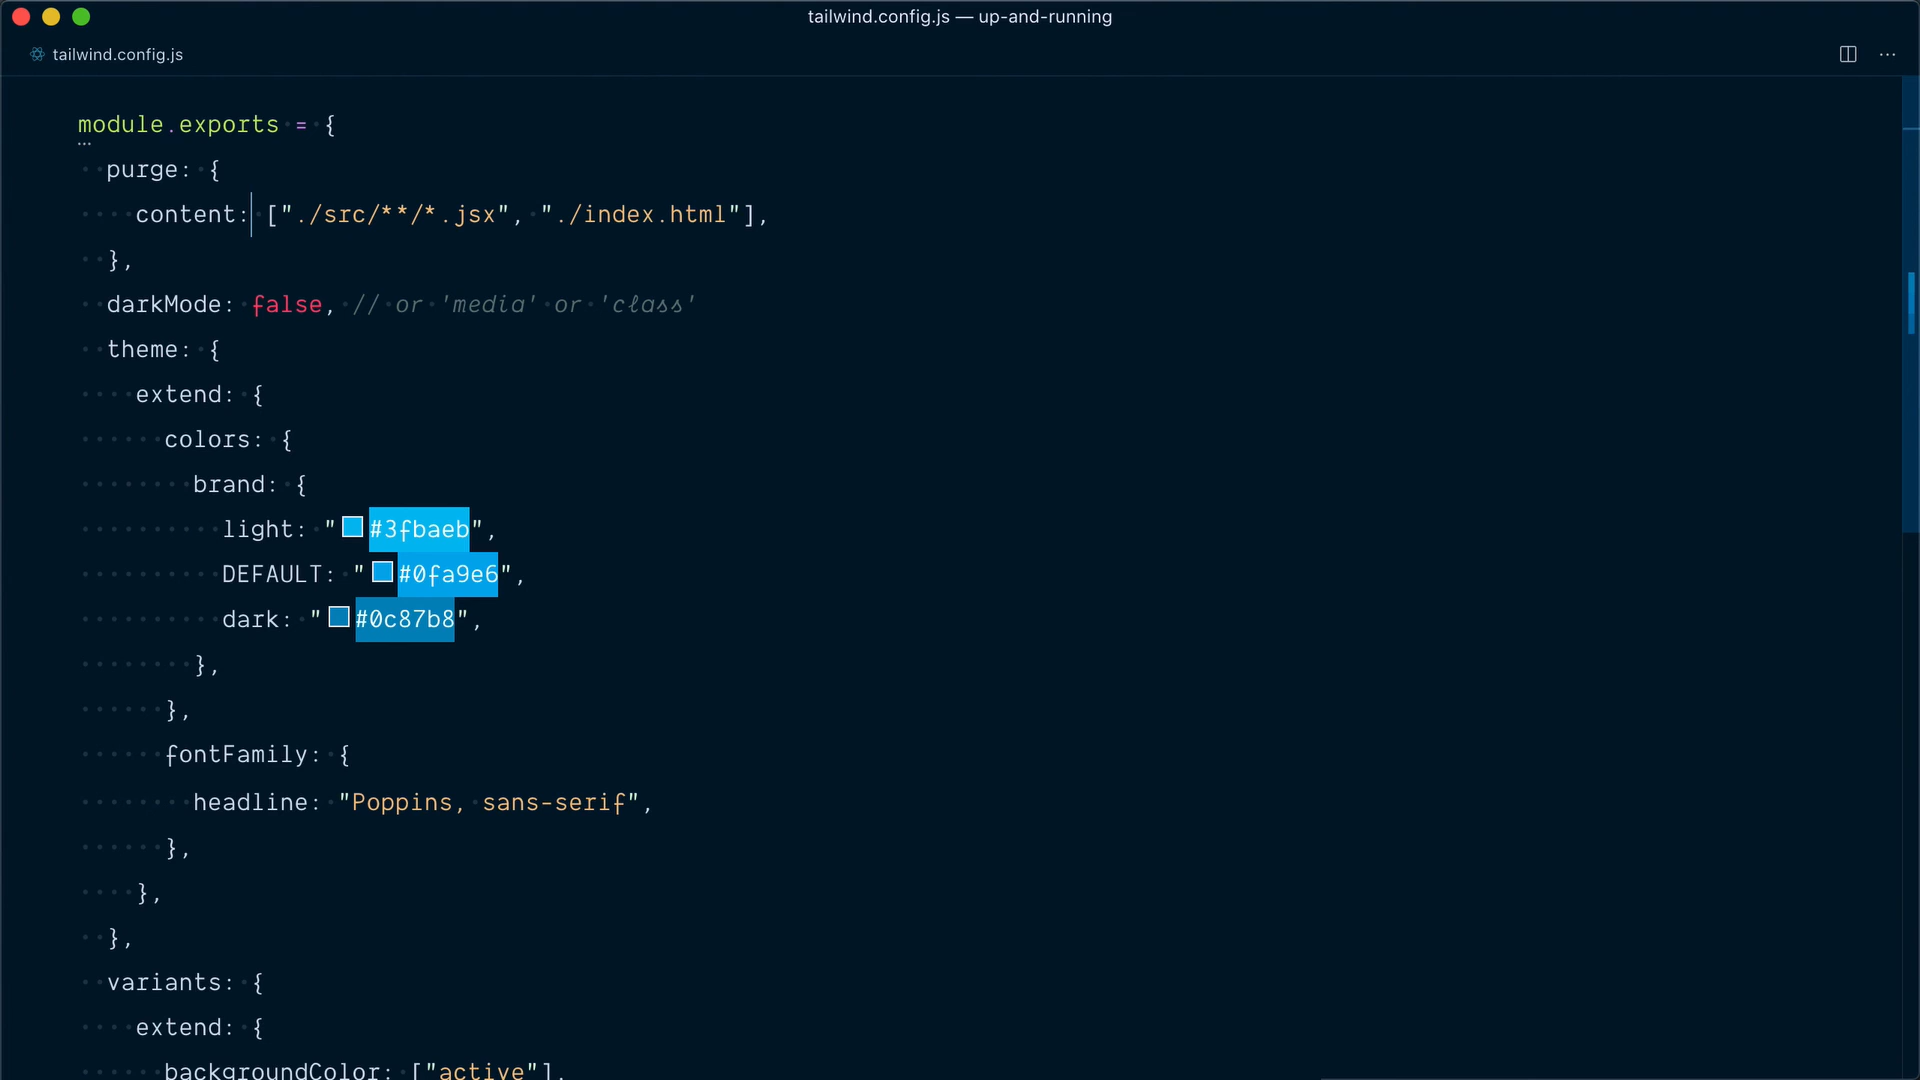 tailwind.config.js — up-and-running
tailwind.config.js
module.exports = {
  purge: {
    content: ["./src/**/*.jsx", "./index.html"],
  },
  darkMode: false, // or 'media' or 'class'
  theme: {
    extend: {
      colors: {
        brand: {
          light: "#3fbaeb",
          DEFAULT: "#0fa9e6",
          dark: "#0c87b8",
        },
      },
      fontFamily: {
        headline: "Poppins, sans-serif",
      },
    },
  },
  variants: {
    extend: {
      backgroundColor: ["active"],